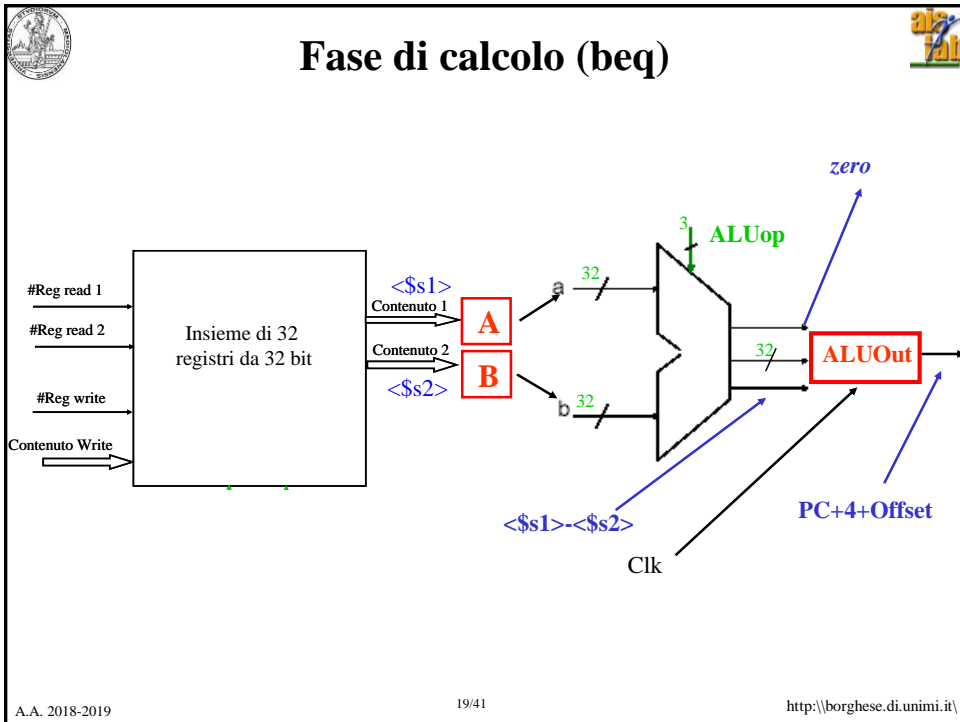 Fase di calcolo (beq)
zero
3
ALUop
#Reg read 1
<$s1>
32
a
Contenuto 1
A
#Reg read 2
Insieme di 32
registri da 32 bit
Contenuto 2
B
32
ALUOut
<$s2>
32
b
#Reg write
Contenuto Write
<$s1>-<$s2>
PC+4+Offset
Clk
A.A. 2018-2019
19/41
http:\\borghese.di.unimi.it\